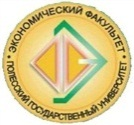 ЭКОНОМИЧЕСКИЙ ФАКУЛЬТЕТ
ПОЛЕССКИЙ ГОСУДАРСТВЕННЫЙ УНИВЕРСИТЕТ